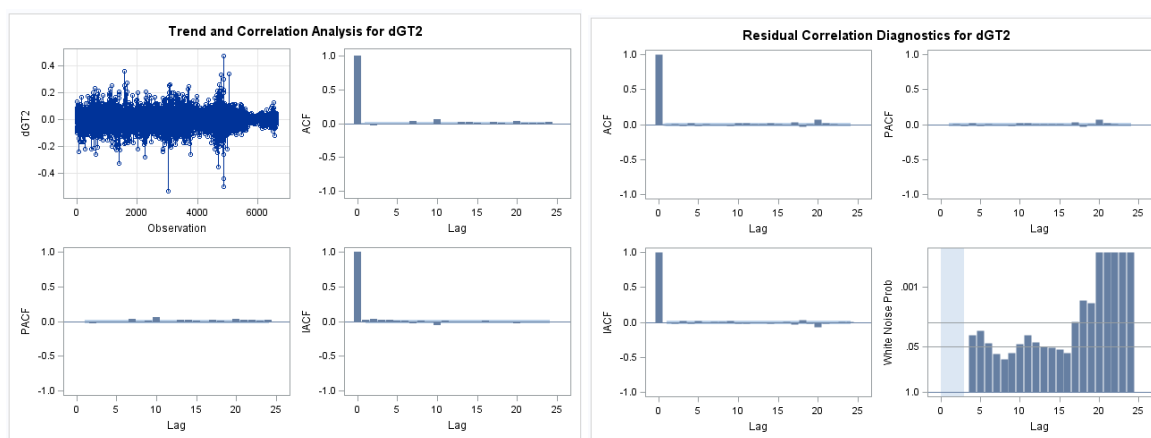 Trend and Correlation Analysis for dGT2
0.4
0.2
0.0
-0.2
-0.4
dGT2
0 2000 4000 6000
Observation
1.0
0.5
0.0
-0.5
-1.0
ACF
0 5 10 15 20 25
Lag
1.0
0.5
0.0
-0.5
-1.0
PACF
0 5 10 15 20 25
Lag
1.0
0.5
0.0
-0.5
-1.0
IACF
0 5 10 15 20 25
Lag
Residual Correlation Diagnostics for dGT2
1.0
0.5
0.0
-0.5
-1.0
ACF
0 5 10 15 20 25
Lag
1.0
0.5
0.0
-0.5
-1.0
PACF
0 5 10 15 20 25
Lag
1.0
0.5
0.0
-0.5
-1.0
IACF
0 5 10 15 20 25
Lag
.001
.05
1.0
White Noise Prob
0 5 10 15 20 25
Lag